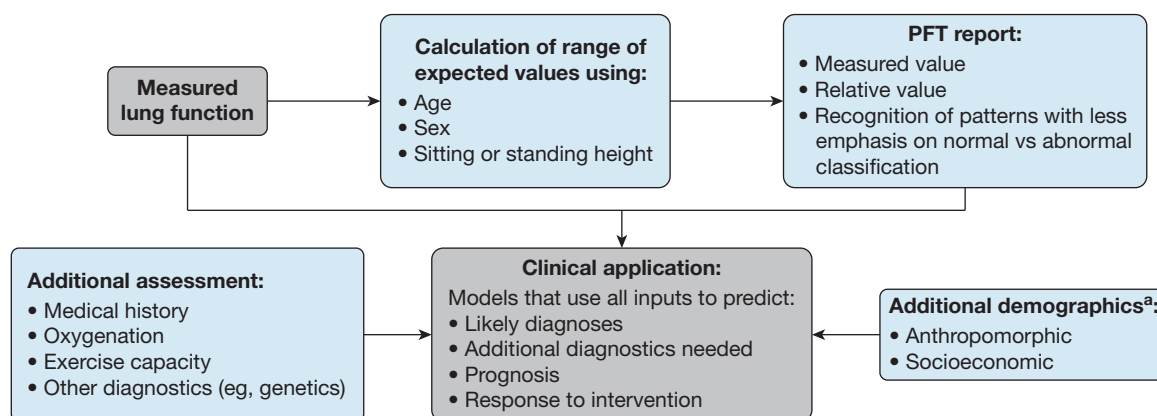 Measured
lung function
Calculation of range of
expected values using:
• Age
• Sex
• Sitting or standing height
PFT report:
• Measured value
• Relative value
• Recognition of patterns with less
emphasis on normal vs abnormal
classification
Additional assessment:
• Medical history
• Oxygenation
• Exercise capacity
• Other diagnostics (eg, genetics)
Clinical application:
Models that use all inputs to predict:
• Likely diagnoses
• Additional diagnostics needed
• Prognosis
• Response to intervention
Additional demographicsᵃ:
• Anthropomorphic
• Socioeconomic